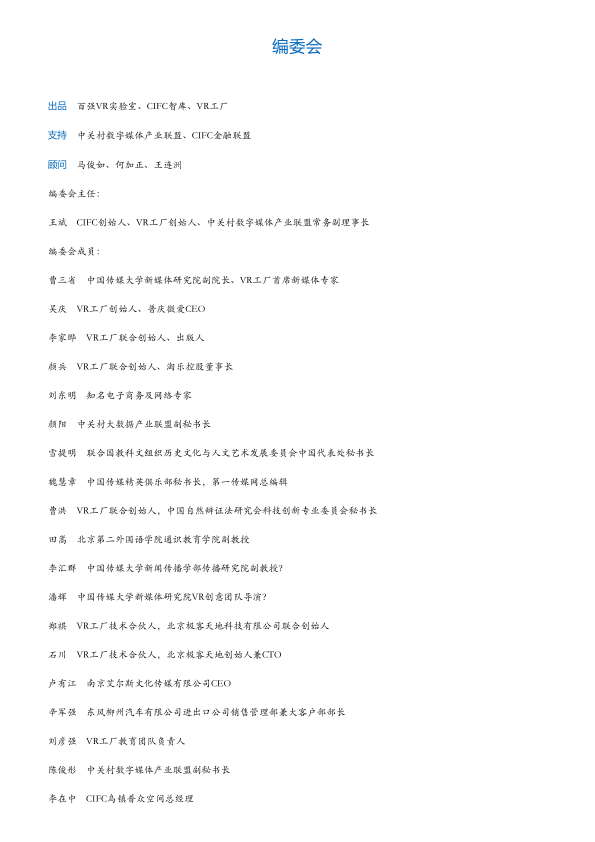 编委会
出品 百强VR实验室、CIFC智库、VR工厂
支持 中关村数字媒体产业联盟、CIFC金融联盟
顾问 马俊如、何加正、王连洲
编委会主任：
王斌 CIFC创始人、VR工厂创始人、中关村数字媒体产业联盟常务副理事长
编委会成员：
曹三省 中国传媒大学新媒体研究院副院长、VR工厂首席新媒体专家
吴庆 VR工厂创始人、普庆微爱CEO
李家晔 VR工厂联合创始人、出版人
颜兵 VR工厂联合创始人、淘乐控股董事长
刘东明 知名电子商务及网络专家
颜阳 中关村大数据产业联盟副秘书长
雪提明 联合国教科文组织历史文化与人文艺术发展委员会中国代表处秘书长
魏慧章 中国传媒精英俱乐部秘书长，第一传媒网总编辑
曹洪 VR工厂联合创始人，中国自然辩证法研究会科技创新专业委员会秘书长
田嵩 北京第二外国语学院通识教育学院副教授
李汇群 中国传媒大学新闻传播学部传播研究院副教授?
潘辉 中国传媒大学新媒体研究院VR创意团队导演?
郑祺 VR工厂技术合伙人，北京极客天地科技有限公司联合创始人
石川 VR工厂技术合伙人，北京极客天地创始人兼CTO
卢有江 南京艾尔斯文化传媒有限公司CEO
辛军强 东风柳州汽车有限公司进出口公司销售管理部兼大客户部部长
刘彦强 VR工厂教育团队负责人
陈俊彤 中关村数字媒体产业联盟副秘书长
李在中 CIFC乌镇普众空间总经理